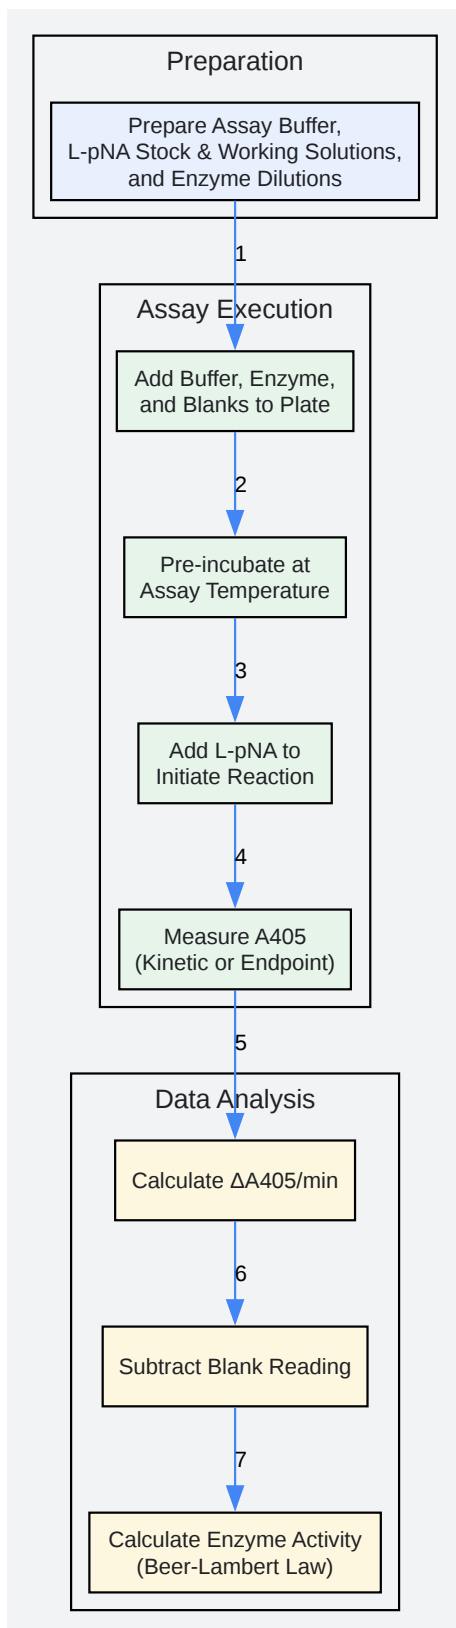 Preparation
Prepare Assay Buffer,
L-pNA Stock & Working Solutions,
and Enzyme Dilutions
1
Assay Execution
Add Buffer, Enzyme,
and Blanks to Plate
2
Pre-incubate at
Assay Temperature
3
Add L-pNA to
Initiate Reaction
4
Measure A405
(Kinetic or Endpoint)
5
Data Analysis
Calculate ΔA405/min
6
Subtract Blank Reading
7
Calculate Enzyme Activity
(Beer-Lambert Law)